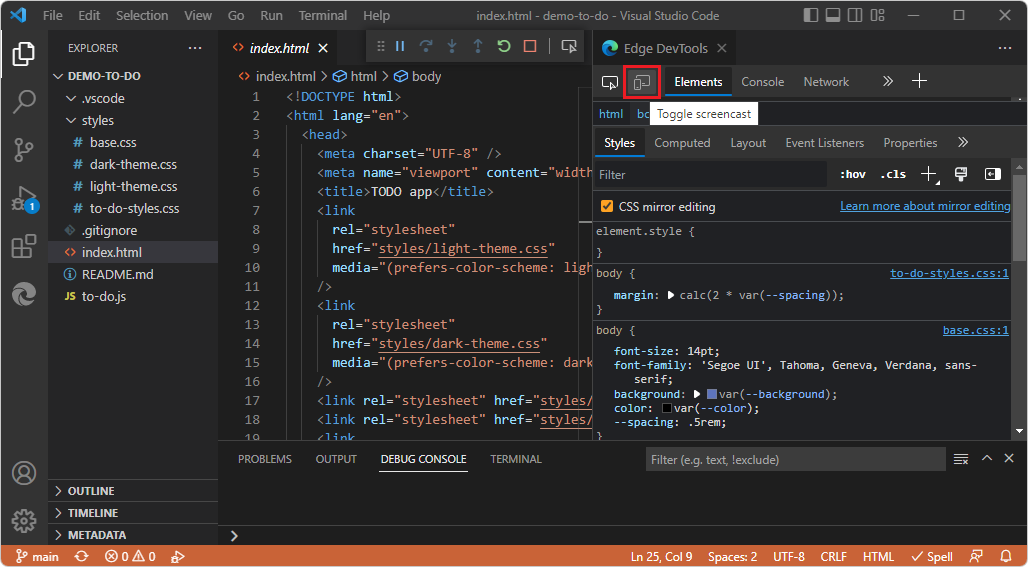 File Edit Selection View Go Run Terminal Help index.html - demo-to-do - Visual Studio Code
EXPLORER
DEMO-TO-DO
.vscode
styles
# base.css
# dark-theme.css
# light-theme.css
# to-do-styles.css
.gitignore
<> index.html
README.md
JS to-do.js
OUTLINE
TIMELINE
METADATA
1
<> index.html
<> index.html > html > body
1 <!DOCTYPE html>
2 <html lang="en">
3 <head>
4 <meta charset="UTF-8" />
5 <meta name="viewport" content="width
6 <title>TODO app</title>
7 <link
8 rel="stylesheet"
9 href="styles/light-theme.css"
10 media="(prefers-color-scheme: ligh
11 />
12 <link
13 rel="stylesheet"
14 href="styles/dark-theme.css"
15 media="(prefers-color-scheme: dark
16 />
17 <link rel="stylesheet" href="styles/
18 <link rel="stylesheet" href="styles/
19 <link
Edge DevTools
Elements Console Network
html
Toggle screencast
Styles Computed Layout Event Listeners Properties
Filter :hov .cls
CSS mirror editing Learn more about mirror editing
element.style {
}
body { to-do-styles.css:1
margin: calc(2 * var(--spacing));
}
body { base.css:1
font-size: 14pt;
font-family: 'Segoe UI', Tahoma, Geneva, Verdana, sans-
serif;
background: var(--background);
color: var(--color);
--spacing: .5rem;
}
PROBLEMS OUTPUT DEBUG CONSOLE TERMINAL Filter (e.g. text, !exclude)
>
main 0 0 Ln 25, Col 9 Spaces: 2 UTF-8 CRLF HTML Spell